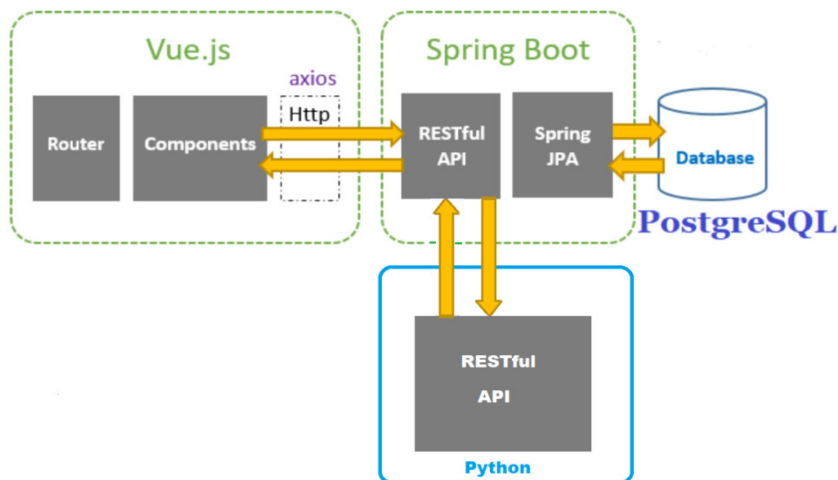 Vue.js
Spring Boot
axios
Http
Router
Components
RESTful
API
Spring
JPA
Database
PostgreSQL
RESTful
API
Python